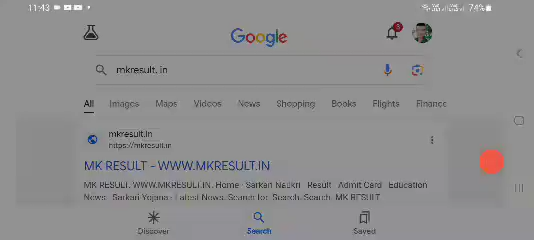 11:43
74%
Google
3
mkresult. in
All Images Maps Videos News Shopping Books Flights Finance
mkresult.in
https://mkresult.in
MK RESULT - WWW.MKRESULT.IN
MK RESULT. WWW.MKRESULT.IN. Home · Sarkari Naukri · Result · Admit Card · Education
News · Sarkari Yojana · Latest News. Search for. Search. Search. MK RESULT
Discover Search Saved